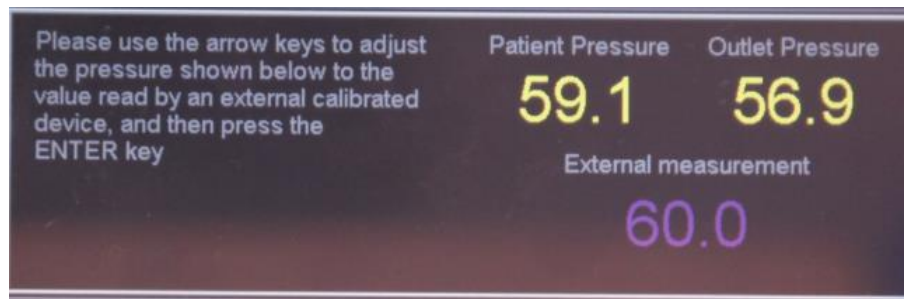 Please use the arrow keys to adjust
the pressure shown below to the
value read by an external calibrated
device, and then press the
ENTER key
Patient Pressure Outlet Pressure
59.1 56.9
External measurement
60.0